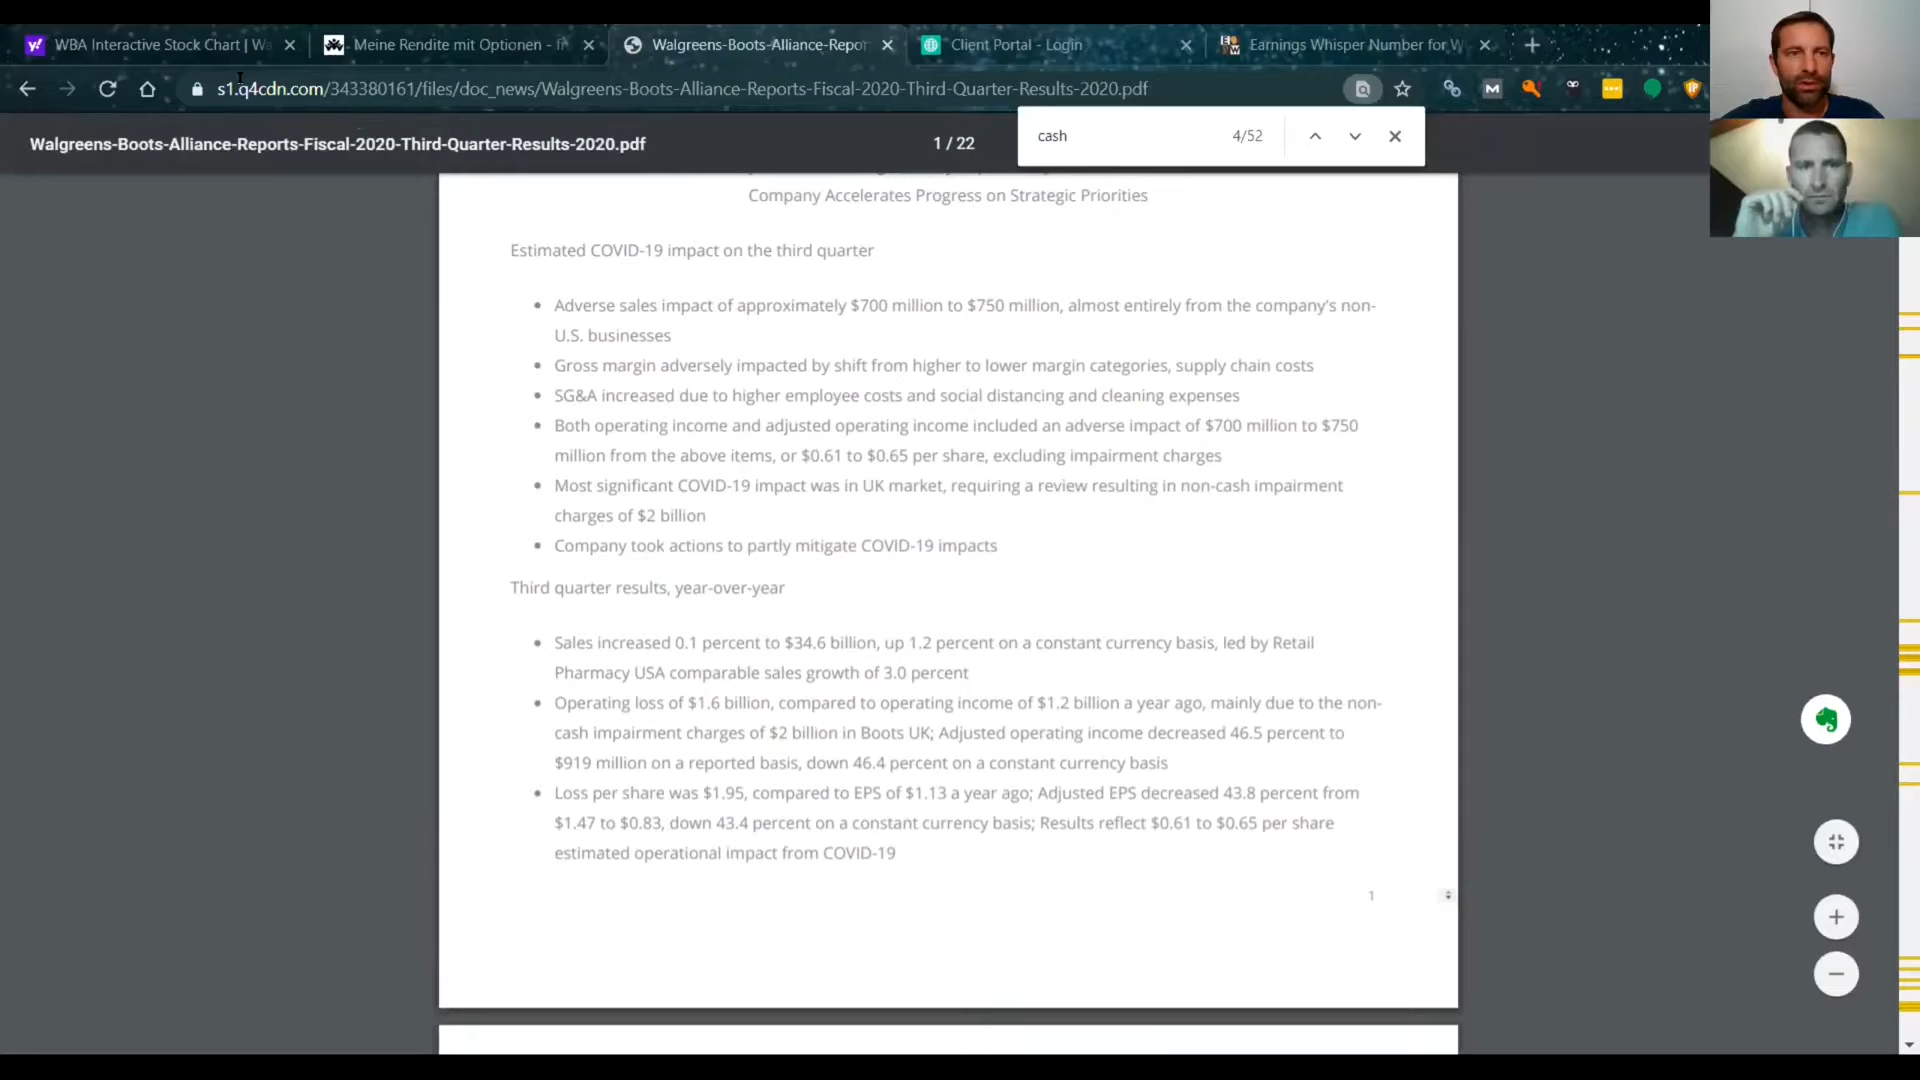 WBA Interactive Stock Chart | Wa
Meine Rendite mit Optionen - fr
Walgreens-Boots-Alliance-Repor
Client Portal - Login
Earnings Whisper Number for W
s1.q4cdn.com/343380161/files/doc_news/Walgreens-Boots-Alliance-Reports-Fiscal-2020-Third-Quarter-Results-2020.pdf
Walgreens-Boots-Alliance-Reports-Fiscal-2020-Third-Quarter-Results-2020.pdf
1 / 22
cash
4/52
Company Accelerates Progress on Strategic Priorities
Estimated COVID-19 impact on the third quarter
• Adverse sales impact of approximately $700 million to $750 million, almost entirely from the company's non-
U.S. businesses
• Gross margin adversely impacted by shift from higher to lower margin categories, supply chain costs
• SG&A increased due to higher employee costs and social distancing and cleaning expenses
• Both operating income and adjusted operating income included an adverse impact of $700 million to $750
million from the above items, or $0.61 to $0.65 per share, excluding impairment charges
• Most significant COVID-19 impact was in UK market, requiring a review resulting in non-cash impairment
charges of $2 billion
• Company took actions to partly mitigate COVID-19 impacts
Third quarter results, year-over-year
• Sales increased 0.1 percent to $34.6 billion, up 1.2 percent on a constant currency basis, led by Retail
Pharmacy USA comparable sales growth of 3.0 percent
• Operating loss of $1.6 billion, compared to operating income of $1.2 billion a year ago, mainly due to the non-
cash impairment charges of $2 billion in Boots UK; Adjusted operating income decreased 46.5 percent to
$919 million on a reported basis, down 46.4 percent on a constant currency basis
• Loss per share was $1.95, compared to EPS of $1.13 a year ago; Adjusted EPS decreased 43.8 percent from
$1.47 to $0.83, down 43.4 percent on a constant currency basis; Results reflect $0.61 to $0.65 per share
estimated operational impact from COVID-19
1